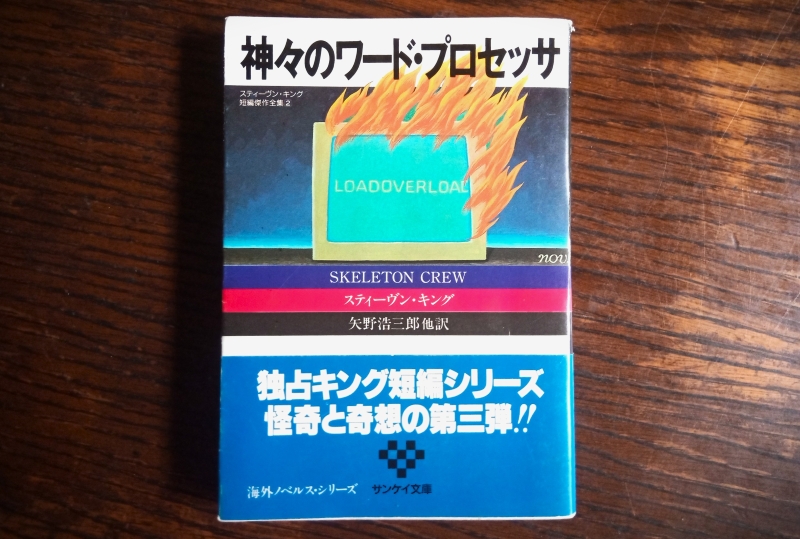 神々のワード・プロセッサ
スティーヴン・キング
短編傑作全集2
LOADOVERLOAD
nov
SKELETON CREW
スティーヴン・キング
矢野浩三郎他訳
独占キング短編シリーズ
怪奇と奇想の第三弾!!
海外ノベルス・シリーズ
サンケイ文庫